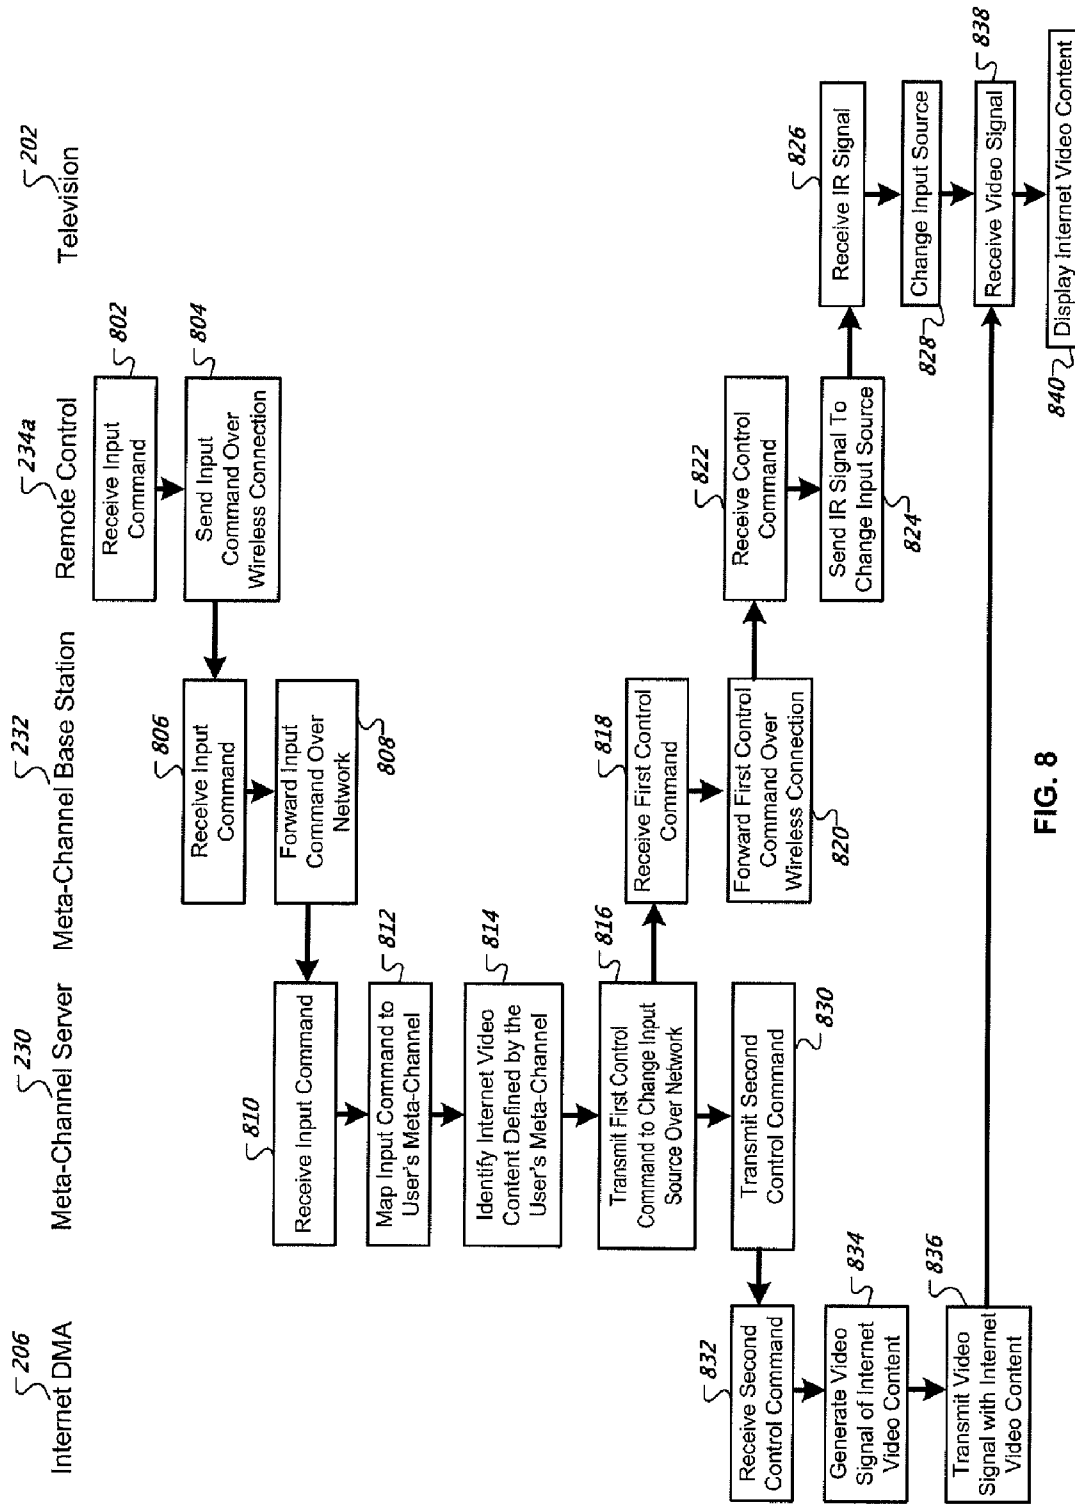 206
Internet DMA
230
Meta-Channel Server
232
Meta-Channel Base Station
234a
Remote Control
202
Television
802
Receive Input
Command
804
Send Input
Command Over
Wireless Connection
806
Receive Input
Command
808
Forward Input
Command Over
Network
810
Receive Input Command
812
Map Input Command to
User's Meta-Channel
814
Identify Internet Video
Content Defined by the
User's Meta-Channel
816
Transmit First Control
Command to Change Input
Source Over Network
818
Receive First Control
Command
820
Forward First Control
Command Over
Wireless Connection
822
Receive Control
Command
824
Send IR Signal To
Change Input Source
826
Receive IR Signal
828
Change Input Source
830
Transmit Second
Control Command
832
Receive Second
Control Command
834
Generate Video
Signal of Internet
Video Content
836
Transmit Video
Signal with Internet
Video Content
838
Receive Video Signal
840
Display Internet Video Content
FIG. 8